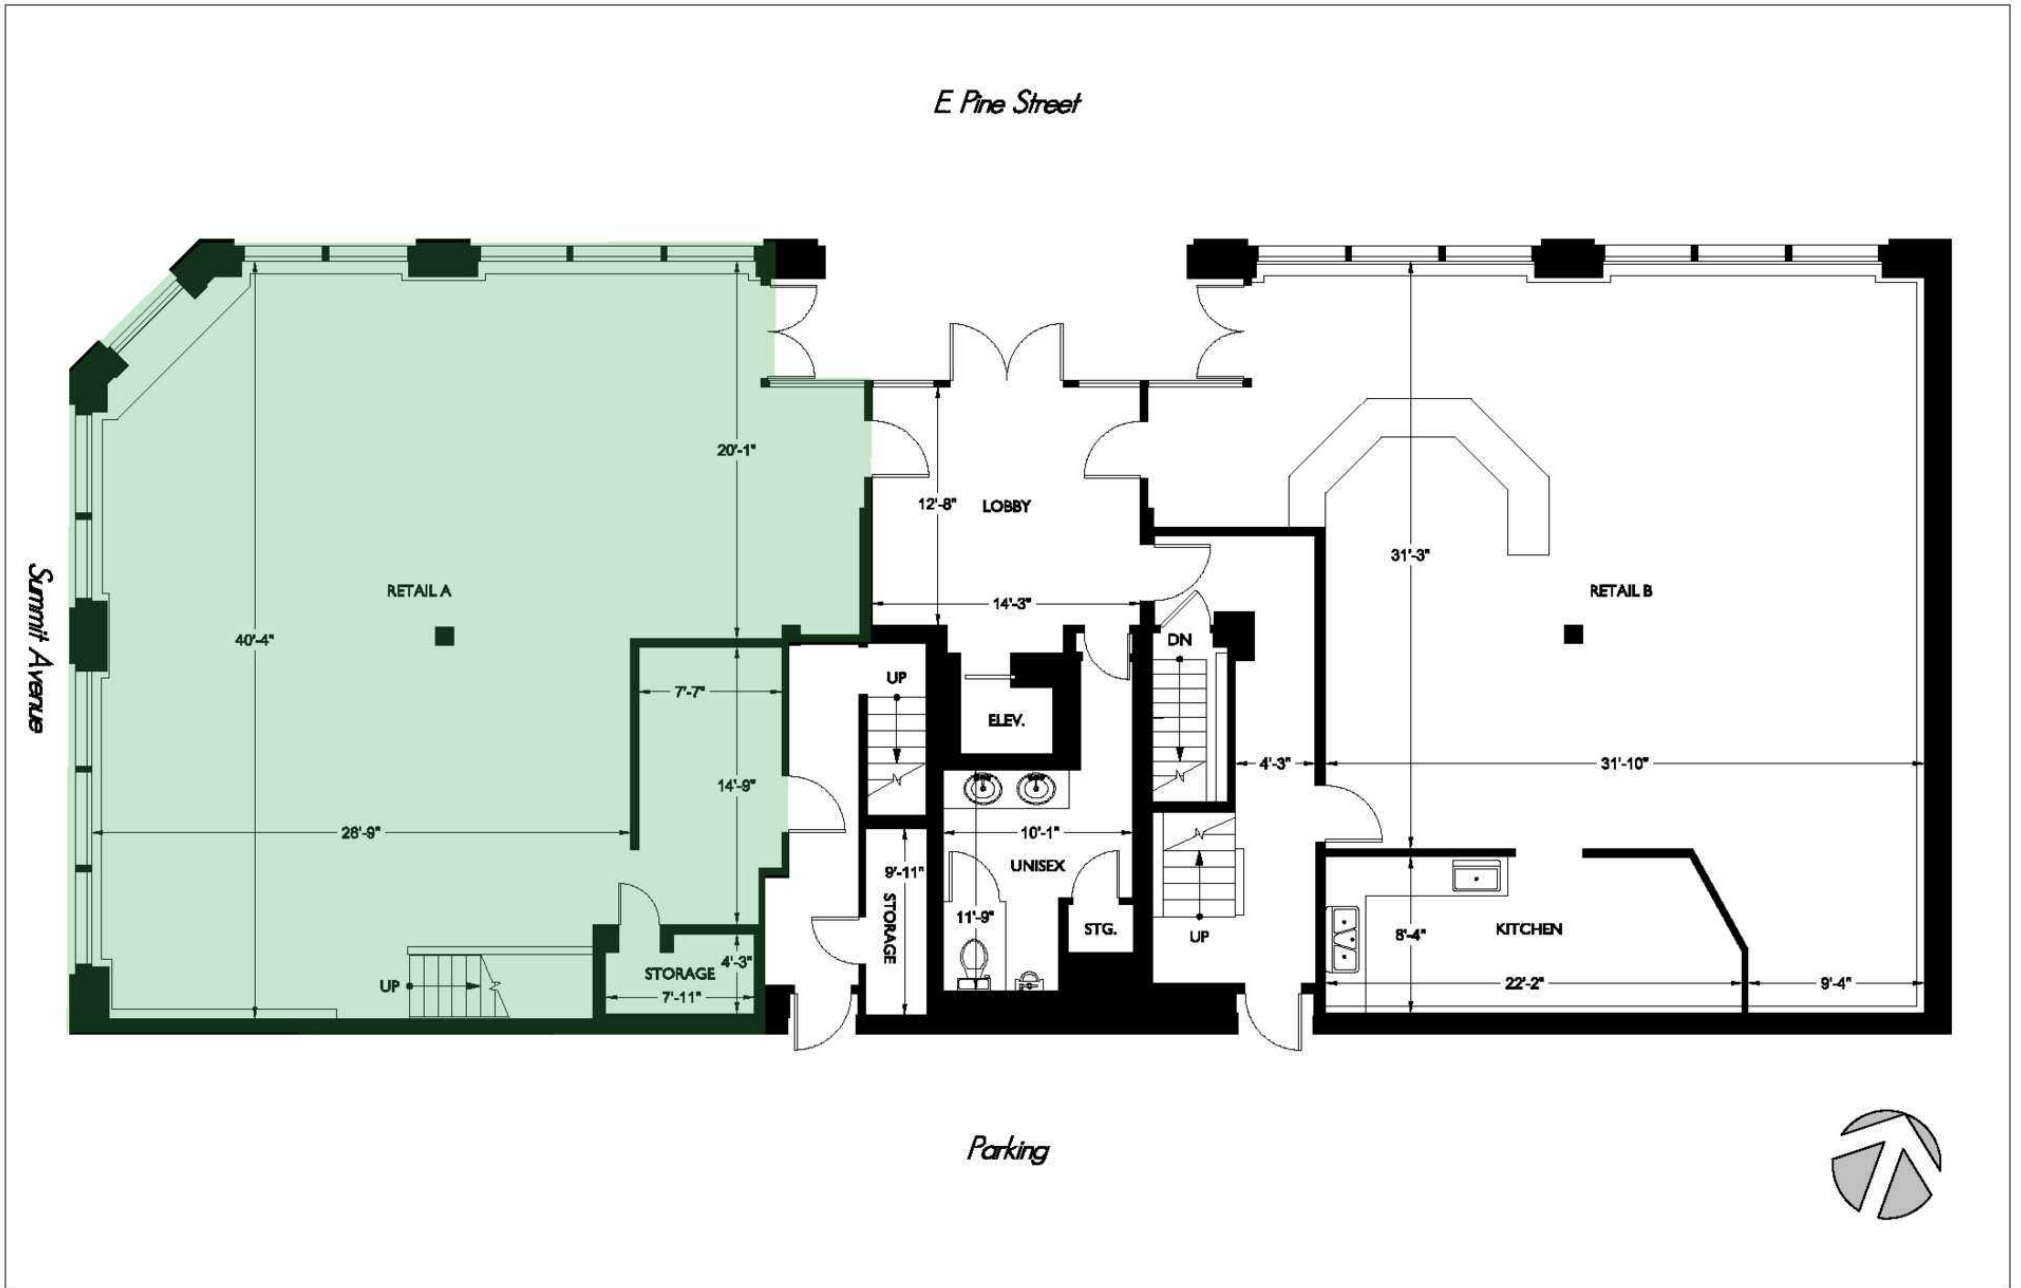 E Pine Street
20'-1"
12'-8"
LOBBY
31'-3"
Summit Avenue
RETAIL A
RETAIL B
14'-3"
40'-4"
DN
UP
7'-7"
ELEV.
4'-3"
31'-10"
14'-9"
28'-9"
10'-1"
UNISEX
9'-11"
STORAGE
11'-9"
STG.
UP
8'-4"
KITCHEN
4'-3"
STORAGE
UP
7'-11"
22'-2"
9'-4"
Parking